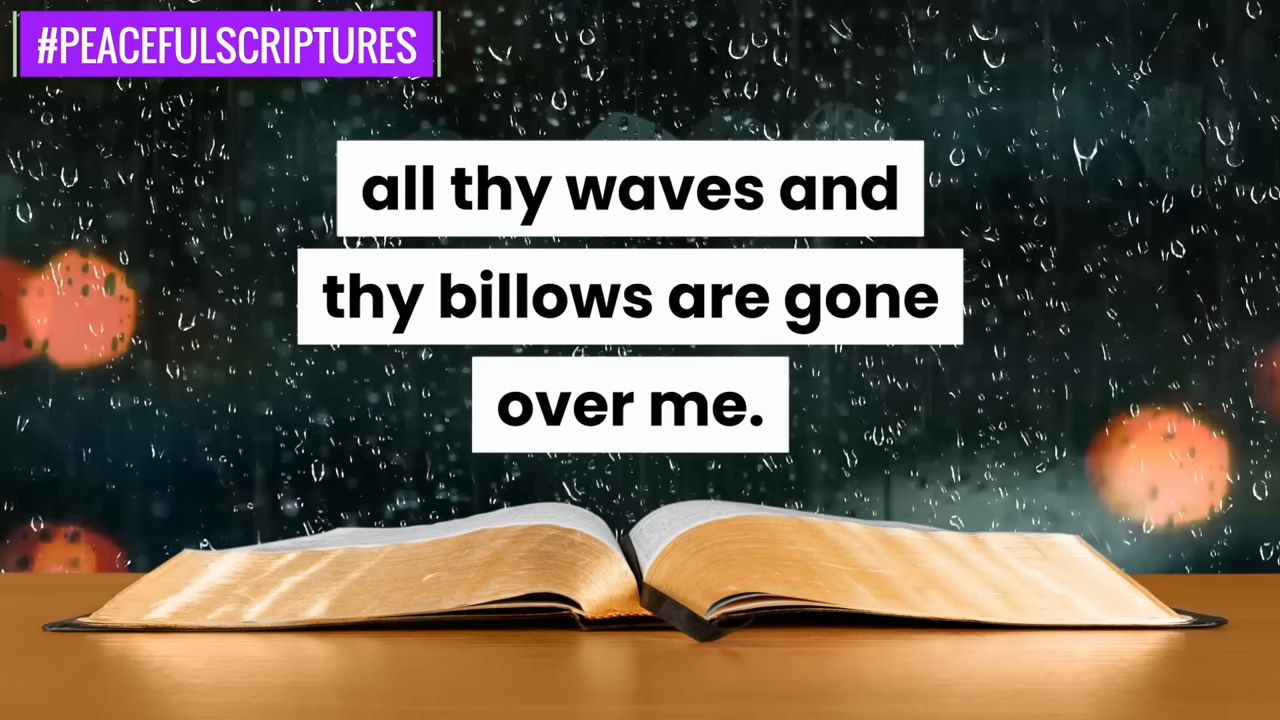 #PEACEFULSCRIPTURES
all thy waves and
thy billows are gone
over me.